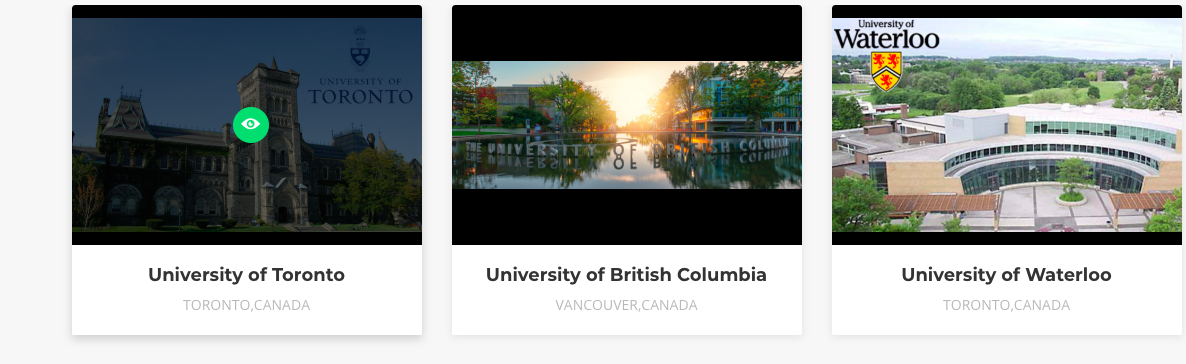 UNIVERSITY OF
TORONTO
THE UNIVERSITY OF BRITISH COLUMBIA
University of
Waterloo
University of Toronto
TORONTO,CANADA
University of British Columbia
VANCOUVER,CANADA
University of Waterloo
TORONTO,CANADA